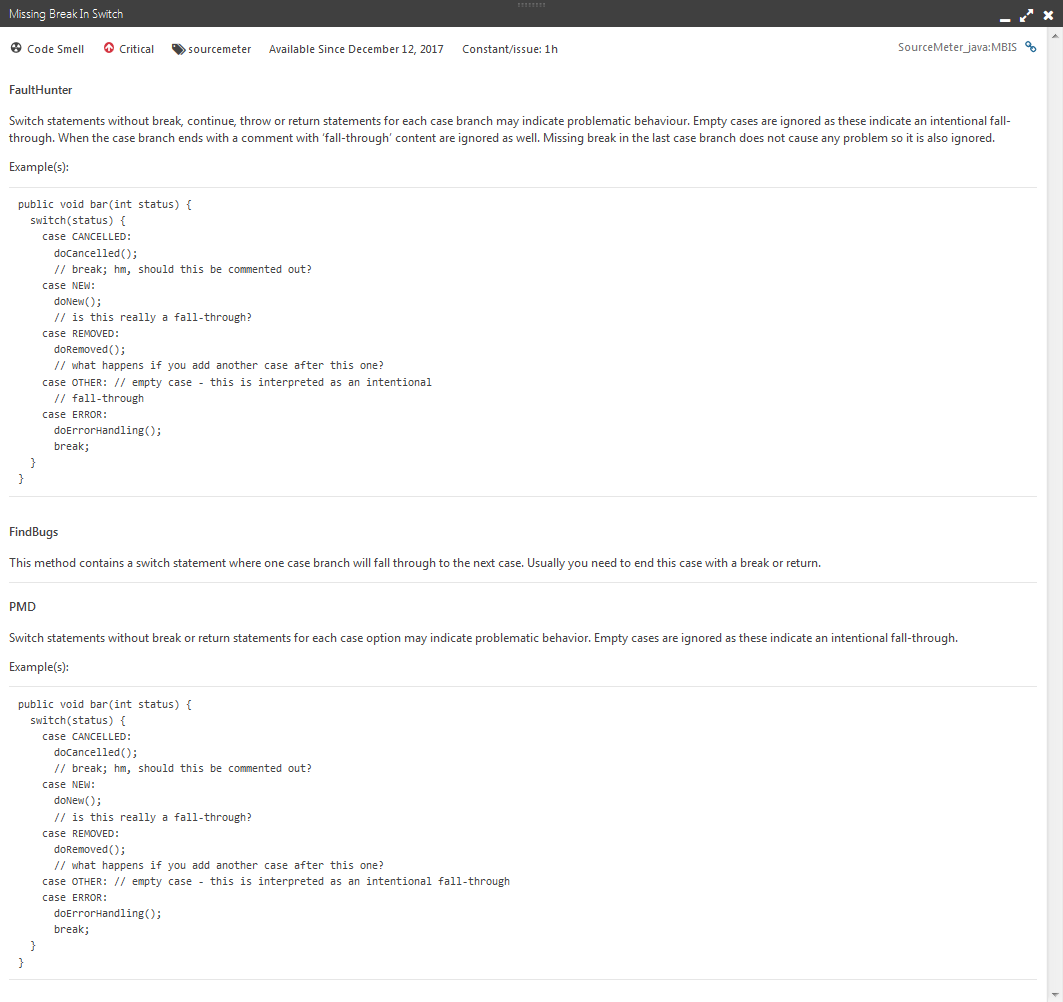 Missing Break In Switch
Code Smell Critical sourcemeter Available Since December 12, 2017 Constant/issue: 1h SourceMeter_java:MBIS
FaultHunter
Switch statements without break, continue, throw or return statements for each case branch may indicate problematic behaviour. Empty cases are ignored as these indicate an intentional fall-
through. When the case branch ends with a comment with 'fall-through' content are ignored as well. Missing break in the last case branch does not cause any problem so it is also ignored.
Example(s):
public void bar(int status) {
  switch(status) {
    case CANCELLED:
      doCancelled();
      // break; hm, should this be commented out?
    case NEW:
      doNew();
      // is this really a fall-through?
    case REMOVED:
      doRemoved();
      // what happens if you add another case after this one?
    case OTHER: // empty case - this is interpreted as an intentional
      // fall-through
    case ERROR:
      doErrorHandling();
      break;
  }
}
FindBugs
This method contains a switch statement where one case branch will fall through to the next case. Usually you need to end this case with a break or return.
PMD
Switch statements without break or return statements for each case option may indicate problematic behavior. Empty cases are ignored as these indicate an intentional fall-through.
Example(s):
public void bar(int status) {
  switch(status) {
    case CANCELLED:
      doCancelled();
      // break; hm, should this be commented out?
    case NEW:
      doNew();
      // is this really a fall-through?
    case REMOVED:
      doRemoved();
      // what happens if you add another case after this one?
    case OTHER: // empty case - this is interpreted as an intentional fall-through
    case ERROR:
      doErrorHandling();
      break;
  }
}